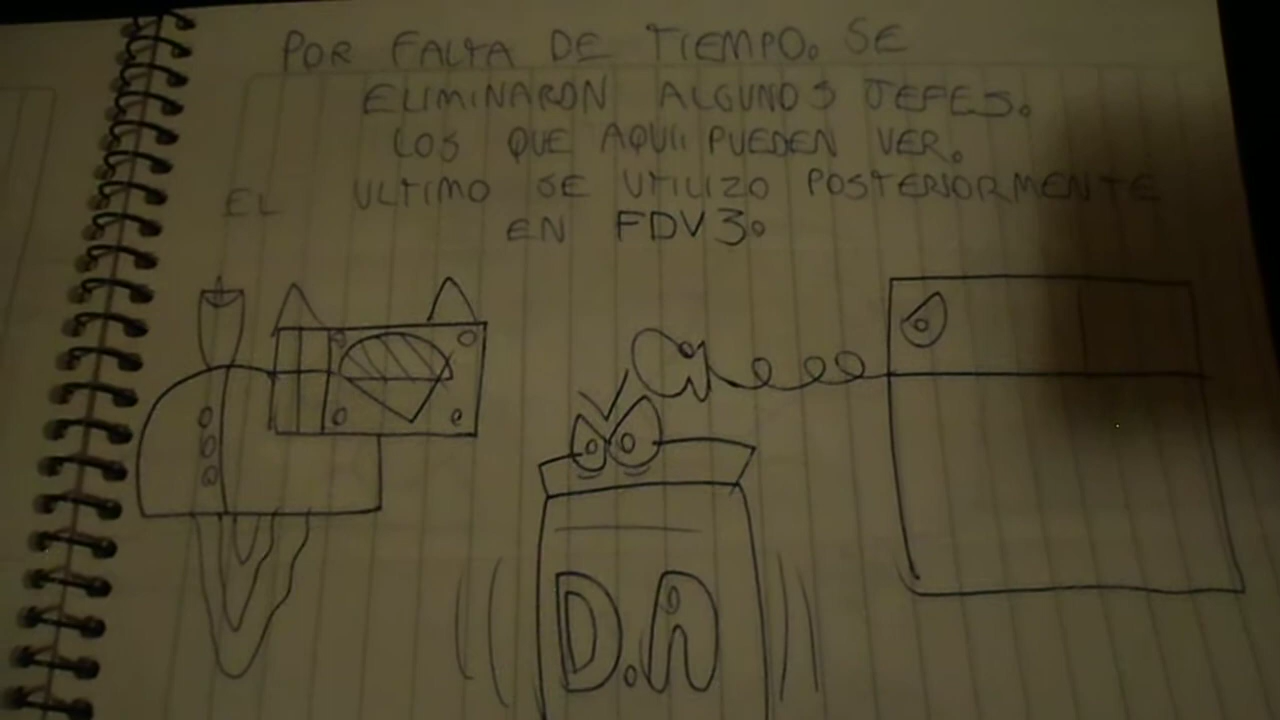 POR FALTA DE TIEMPO. SE
ELIMINARON ALGUNOS JEFES.
LOS QUE AQUI PUEDEN VER.
EL ULTIMO SE UTILIZO POSTERIORMENTE
EN FDV3.
D.A